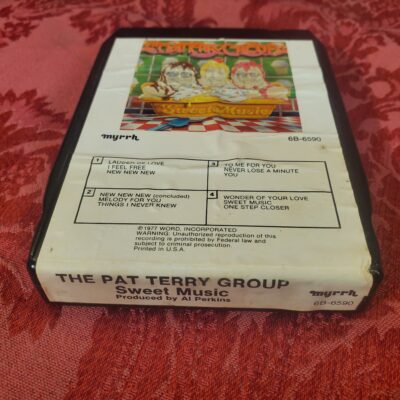 Sweet Music
myrrh
6B-6590
1
LADDER OF LOVE
I FEEL FREE
NEW NEW NEW
3
TO ME FOR YOU
NEVER LOSE A MINUTE
YOU
2
NEW NEW NEW (concluded)
MELODY FOR YOU
THINGS I NEVER KNEW
4
WONDER OF YOUR LOVE
SWEET MUSIC
ONE STEP CLOSER
©1977 WORD, INCORPORATED
WARNING: Unauthorized reproduction of this
recording is prohibited by Federal law and
subject to criminal prosecution.
Printed in U.S.A.
THE PAT TERRY GROUP
Sweet Music
Produced by Al Perkins
myrrh
6B-6590